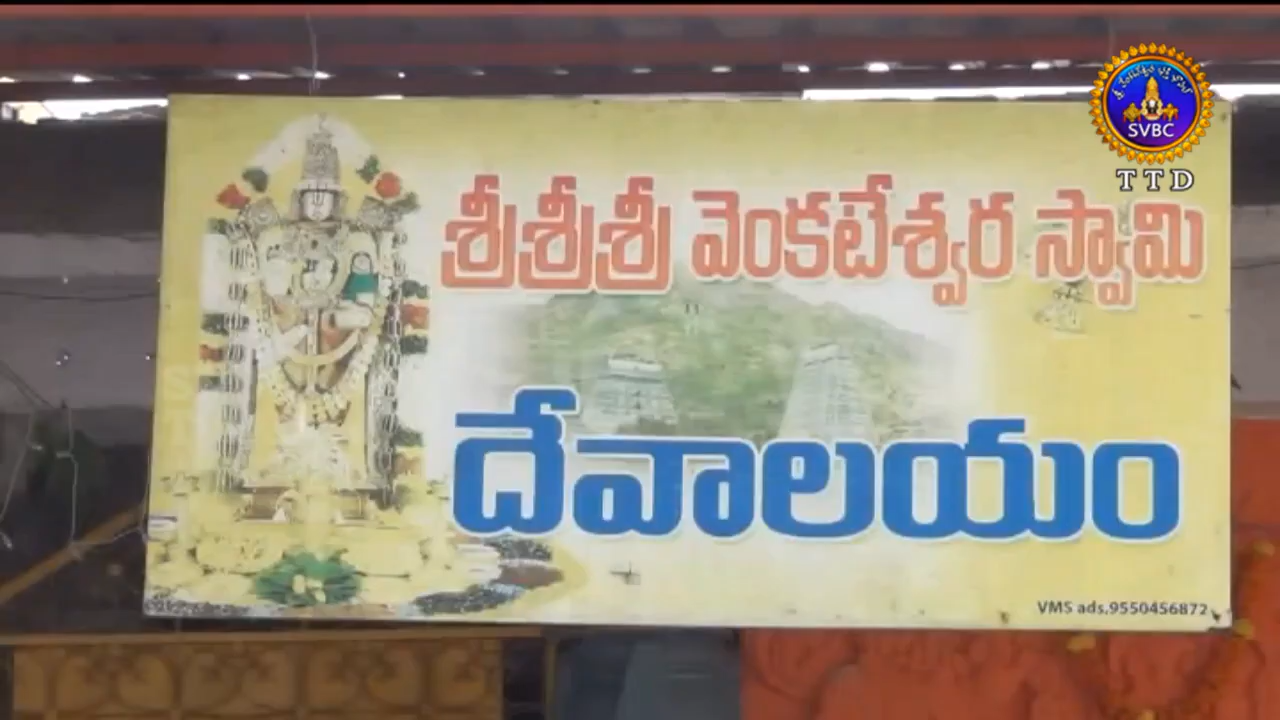 శ్రీశ్రీశ్రీ వెంకటేశ్వర స్వామి
దేవాలయం
VMS ads,9550456872
SVBC
TTD